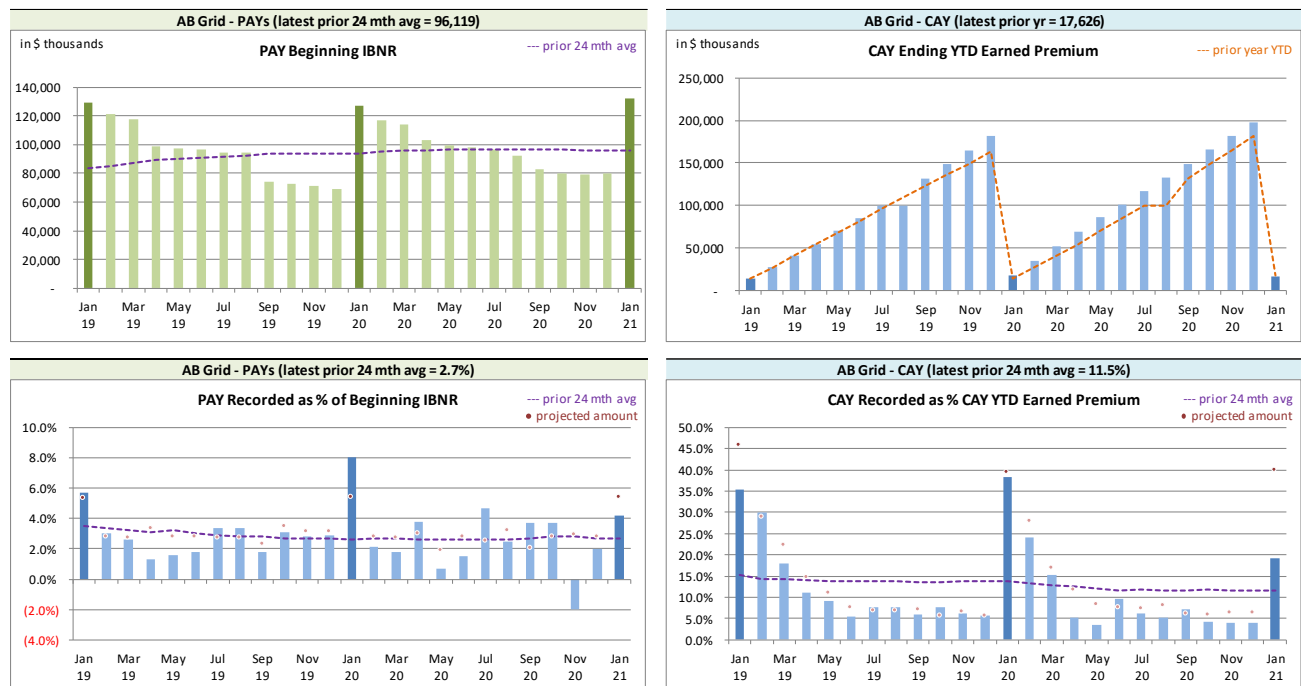 AB Grid - PAYs (latest prior 24 mth avg = 96,119)
in $ thousands
PAY Beginning IBNR
--- prior 24 mth avg
140,000
120,000
100,000
80,000
60,000
40,000
20,000
-
Jan Mar May Jul Sep Nov Jan Mar May Jul Sep Nov Jan
19 19 19 19 19 19 20 20 20 20 20 20 21
AB Grid - CAY (latest prior yr = 17,626)
in $ thousands
CAY Ending YTD Earned Premium
--- prior year YTD
250,000
200,000
150,000
100,000
50,000
-
Jan Mar May Jul Sep Nov Jan Mar May Jul Sep Nov Jan
19 19 19 19 19 19 20 20 20 20 20 20 21
AB Grid - PAYs (latest prior 24 mth avg = 2.7%)
PAY Recorded as % of Beginning IBNR
--- prior 24 mth avg
• projected amount
10.0%
8.0%
6.0%
4.0%
2.0%
0.0%
(2.0%)
(4.0%)
Jan Mar May Jul Sep Nov Jan Mar May Jul Sep Nov Jan
19 19 19 19 19 19 20 20 20 20 20 20 21
AB Grid - CAY (latest prior 24 mth avg = 11.5%)
CAY Recorded as % CAY YTD Earned Premium
--- prior 24 mth avg
• projected amount
50.0%
45.0%
40.0%
35.0%
30.0%
25.0%
20.0%
15.0%
10.0%
5.0%
0.0%
Jan Mar May Jul Sep Nov Jan Mar May Jul Sep Nov Jan
19 19 19 19 19 19 20 20 20 20 20 20 21